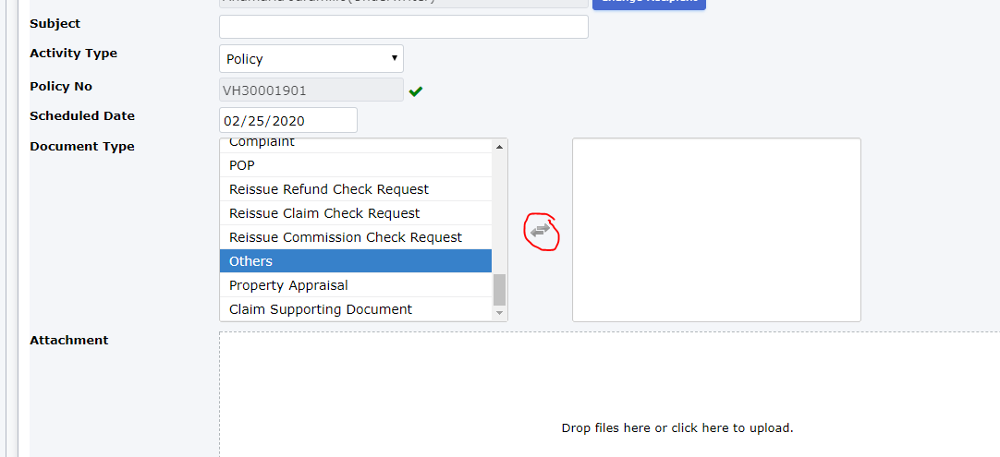 Subject
Activity Type
Policy
Policy No
VH30001901
Scheduled Date
02/25/2020
Document Type
Complaint
POP
Reissue Refund Check Request
Reissue Claim Check Request
Reissue Commission Check Request
Others
Property Appraisal
Claim Supporting Document
Attachment
Drop files here or click here to upload.